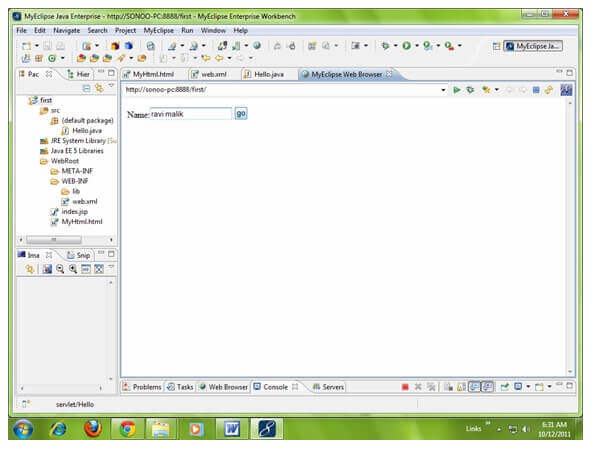 MyEclipse Java Enterprise - http://SONOO-PC:8888/first - MyEclipse Enterprise Workbench
File Edit Navigate Search Project MyEclipse Run Window Help
MyEclipse Ja...
Pac Hier
MyHtml.html web.xml Hello.java MyEclipse Web Browser
http://sonoo-pc:8888/first/
Name: ravi malik go
first
src
(default package)
Hello.java
JRE System Library [Su
Java EE 5 Libraries
WebRoot
META-INF
WEB-INF
lib
web.xml
index.jsp
MyHtml.html
Ima Snip
Problems Tasks Web Browser Console Servers
servlet/Hello
Links
6:31 AM
10/12/2011